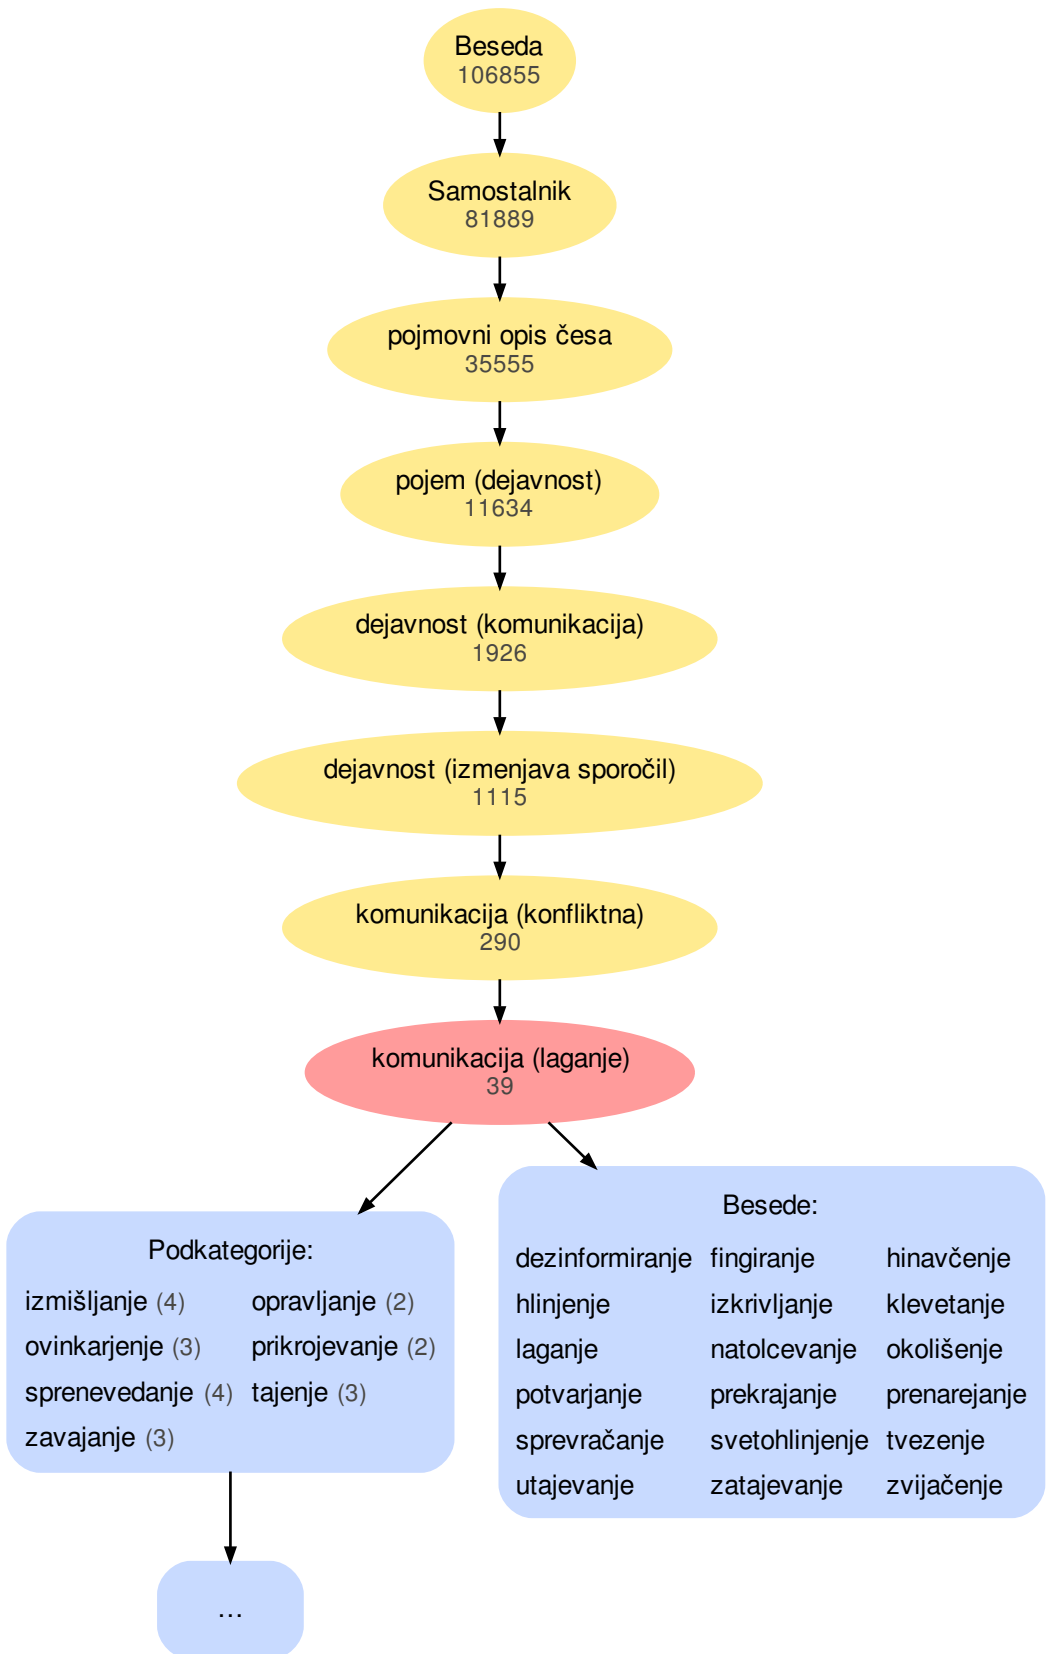 Beseda
106855
Samostalnik
81889
pojmovni opis česa
35555
pojem (dejavnost)
11634
dejavnost (komunikacija)
1926
dejavnost (izmenjava sporočil)
1115
komunikacija (konfliktna)
290
komunikacija (laganje)
39
Podkategorije:
izmišljanje (4) opravljanje (2)
ovinkarjenje (3) prikrojevanje (2)
sprenevedanje (4) tajenje (3)
zavajanje (3)
...
Besede:
dezinformiranje fingiranje hinavčenje
hlinjenje izkrivljanje klevetanje
laganje natolcevanje okolišenje
potvarjanje prekrajanje prenarejanje
sprevračanje svetohlinjenje tvezenje
utajevanje zatajevanje zvijačenje